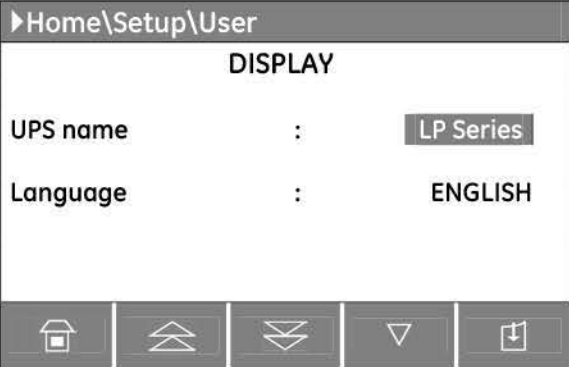 Home\Setup\User
DISPLAY
UPS name : LP Series
Language : ENGLISH